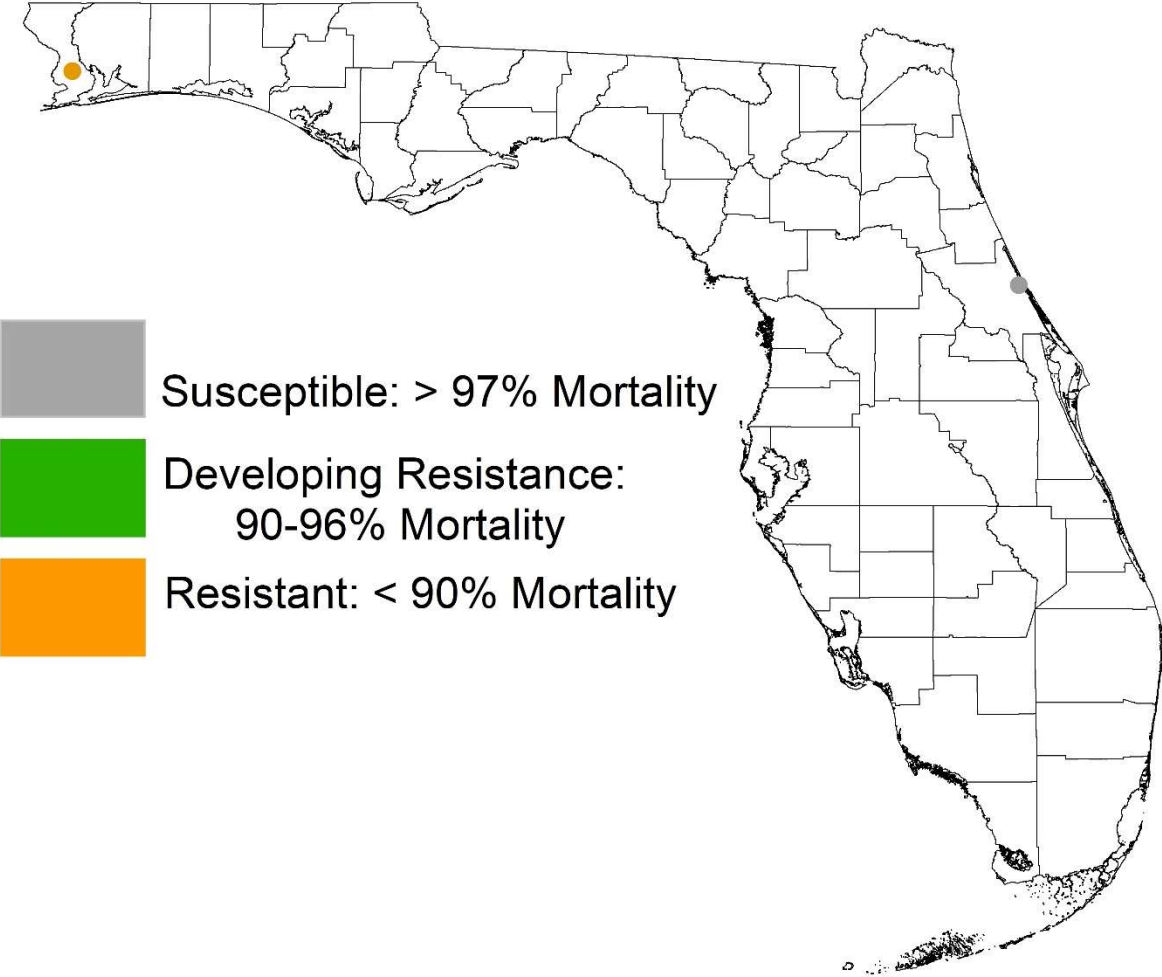 Susceptible: > 97% Mortality
Developing Resistance:
90-96% Mortality
Resistant: < 90% Mortality